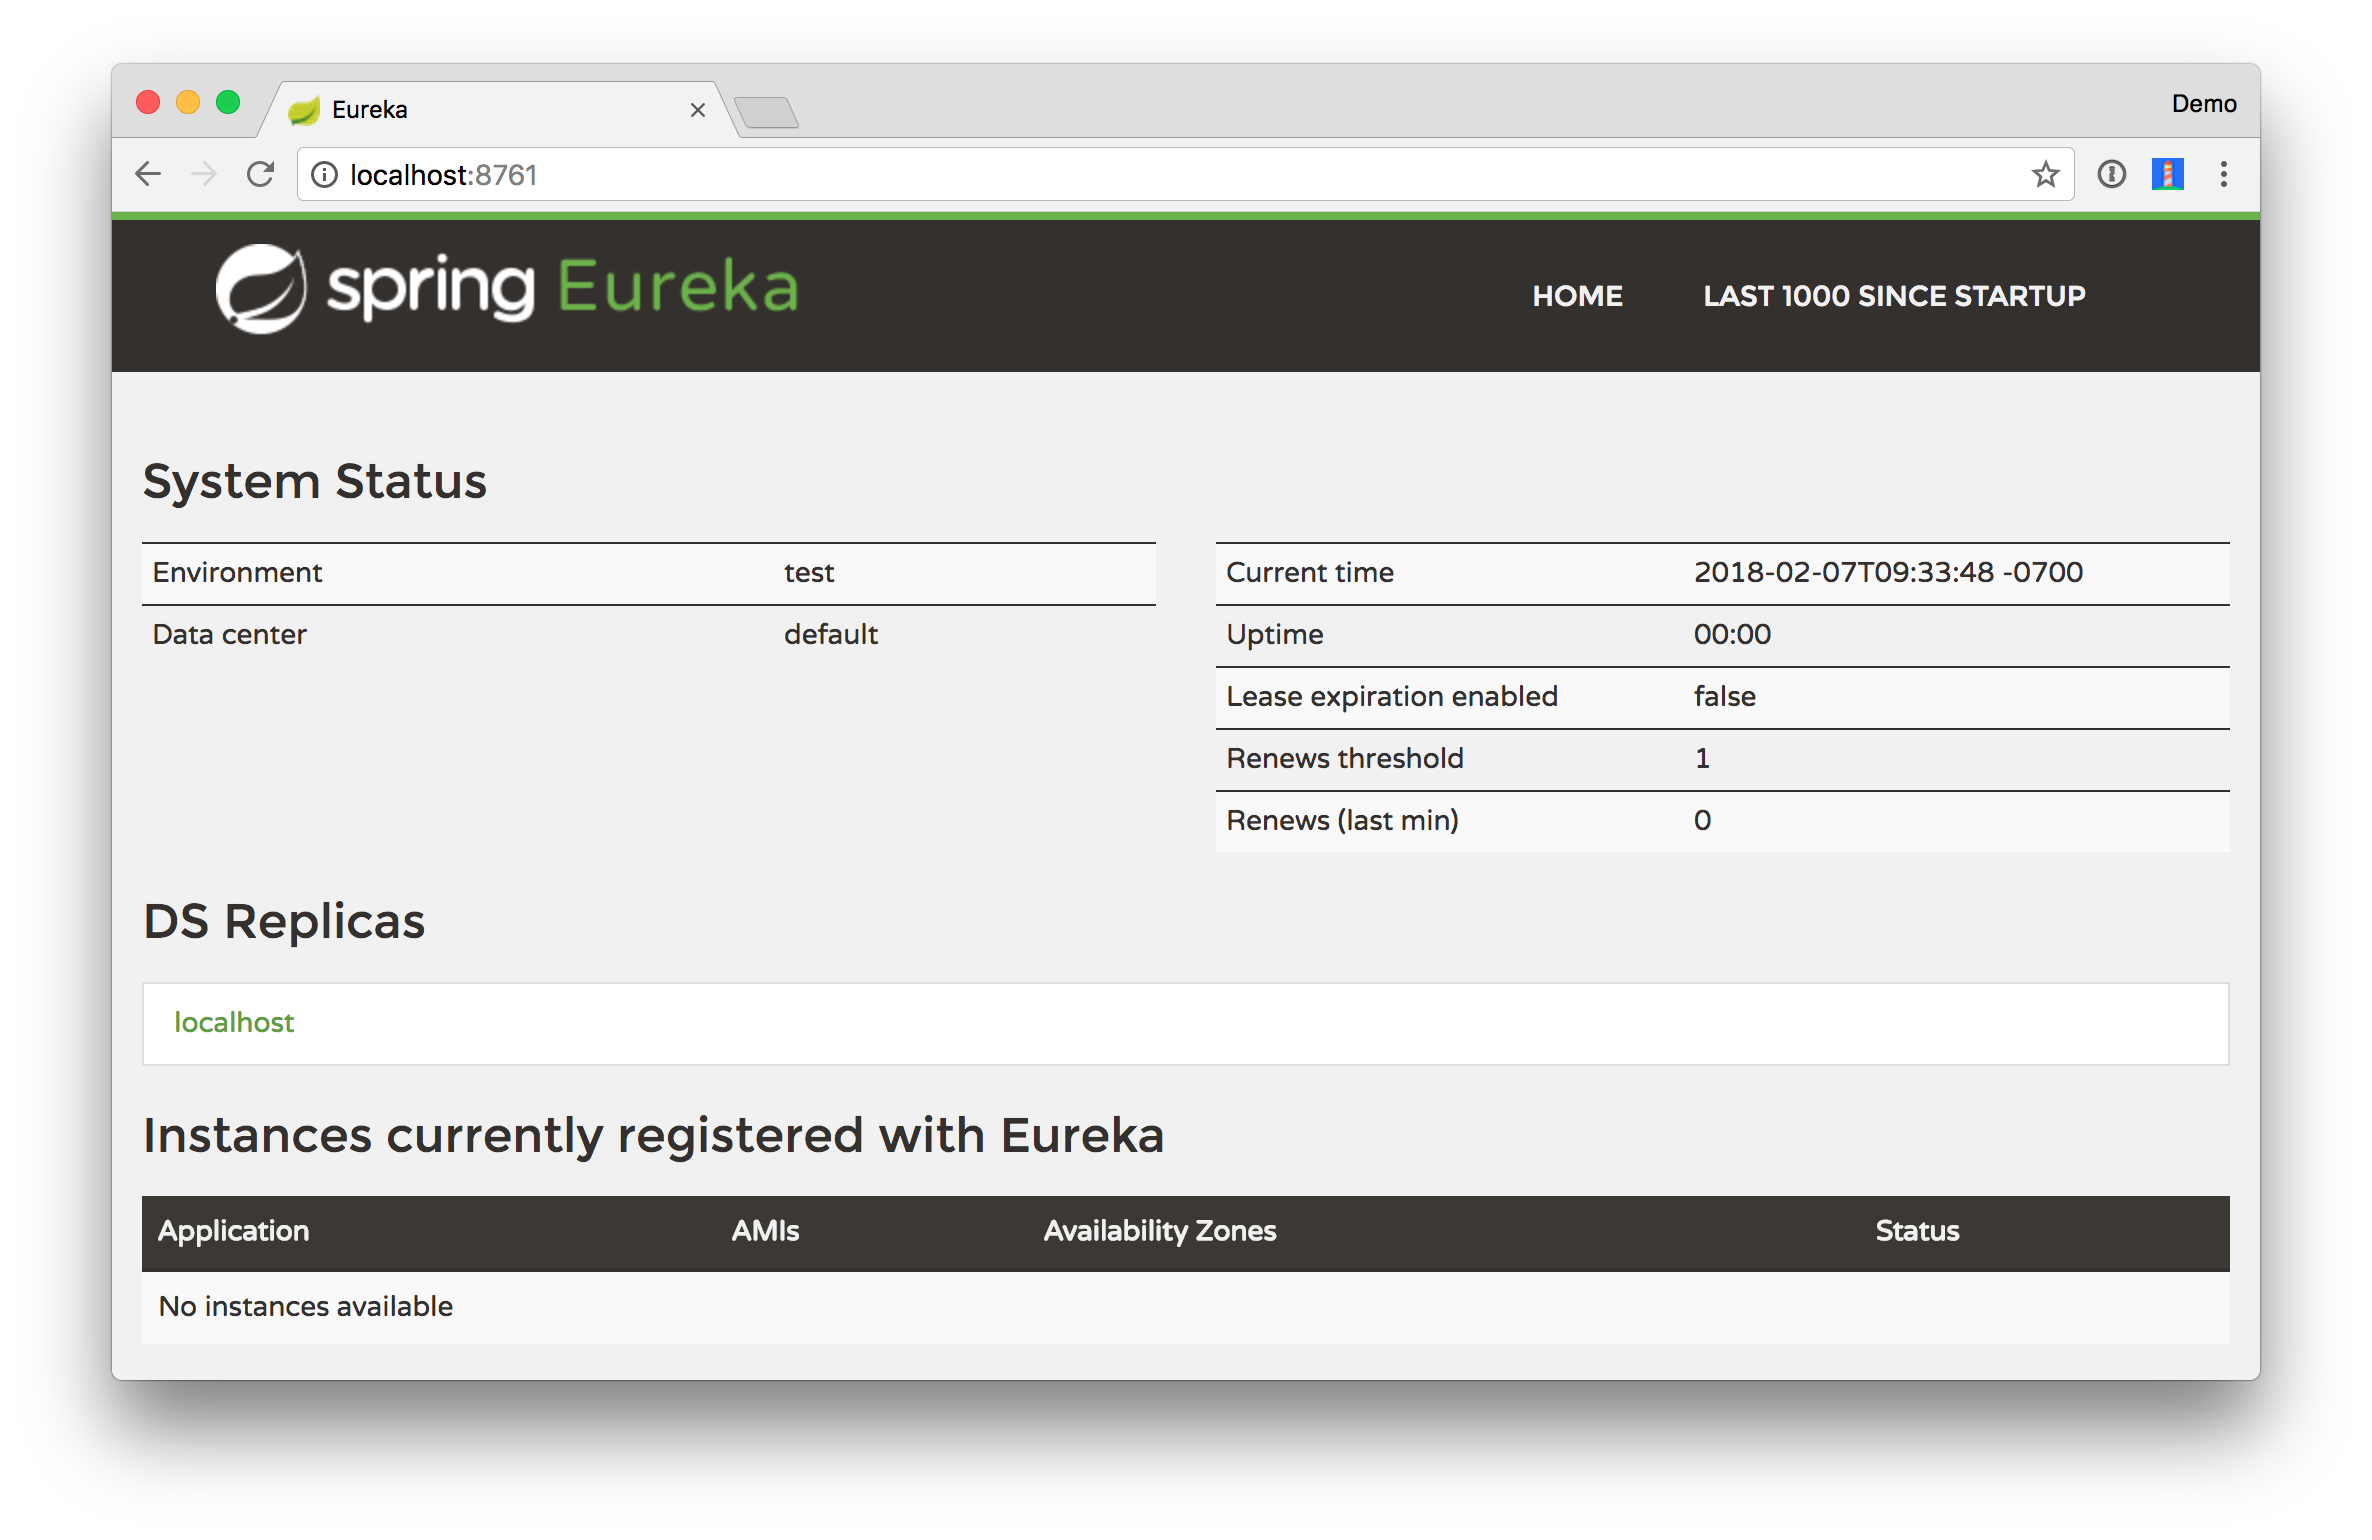 Eureka
Demo
localhost:8761
spring Eureka
HOME LAST 1000 SINCE STARTUP
System Status
Environment test
Data center default
Current time 2018-02-07T09:33:48 -0700
Uptime 00:00
Lease expiration enabled false
Renews threshold 1
Renews (last min) 0
DS Replicas
localhost
Instances currently registered with Eureka
Application AMIs Availability Zones Status
No instances available